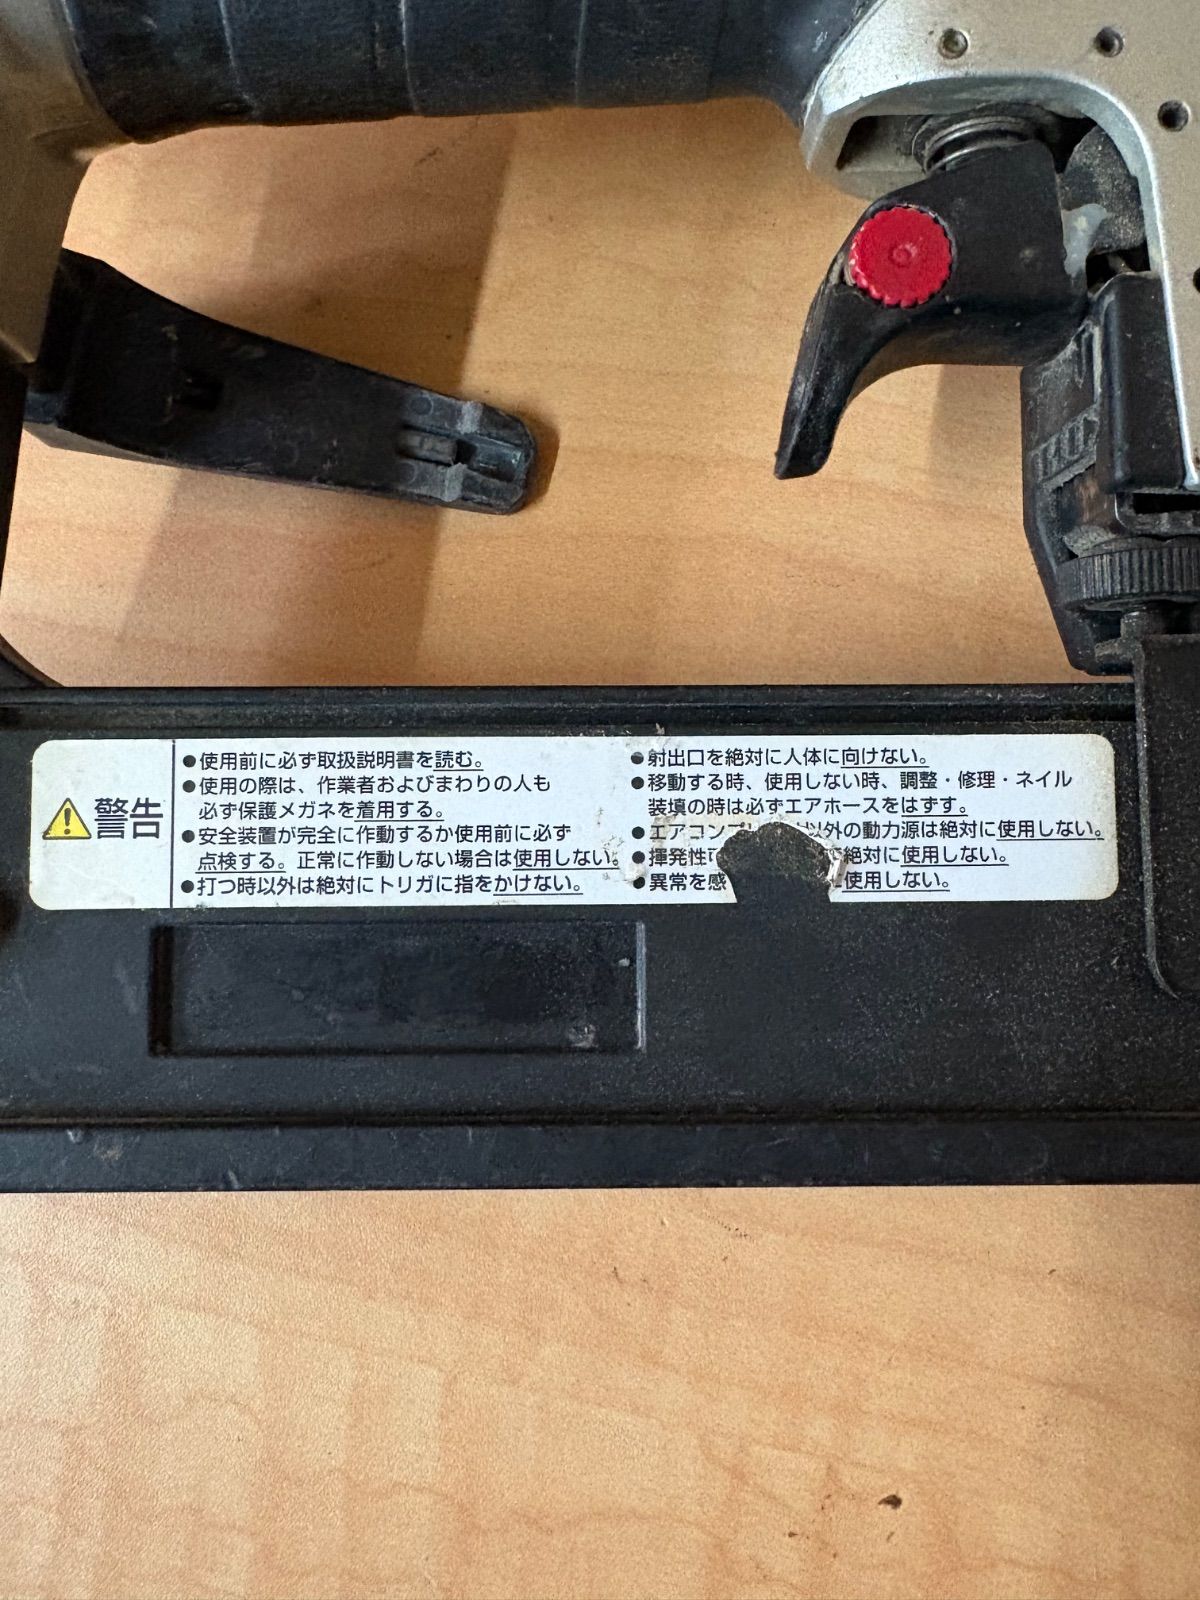 警告
●使用前に必ず取扱説明書を読む。
●使用の際は、作業者およびまわりの人も
必ず保護メガネを着用する。
●安全装置が完全に作動するか使用前に必ず
点検する。正常に作動しない場合は使用しない。
●打つ時以外は絶対にトリガに指をかけない。
●射出口を絶対に人体に向けない。
●移動する時、使用しない時、調整・修理・ネイル
装填の時は必ずエアホースをはずす。
●エアコンプ 以外の動力源は絶対に使用しない。
●揮発性 絶対に使用しない。
●異常を感 に使用しない。